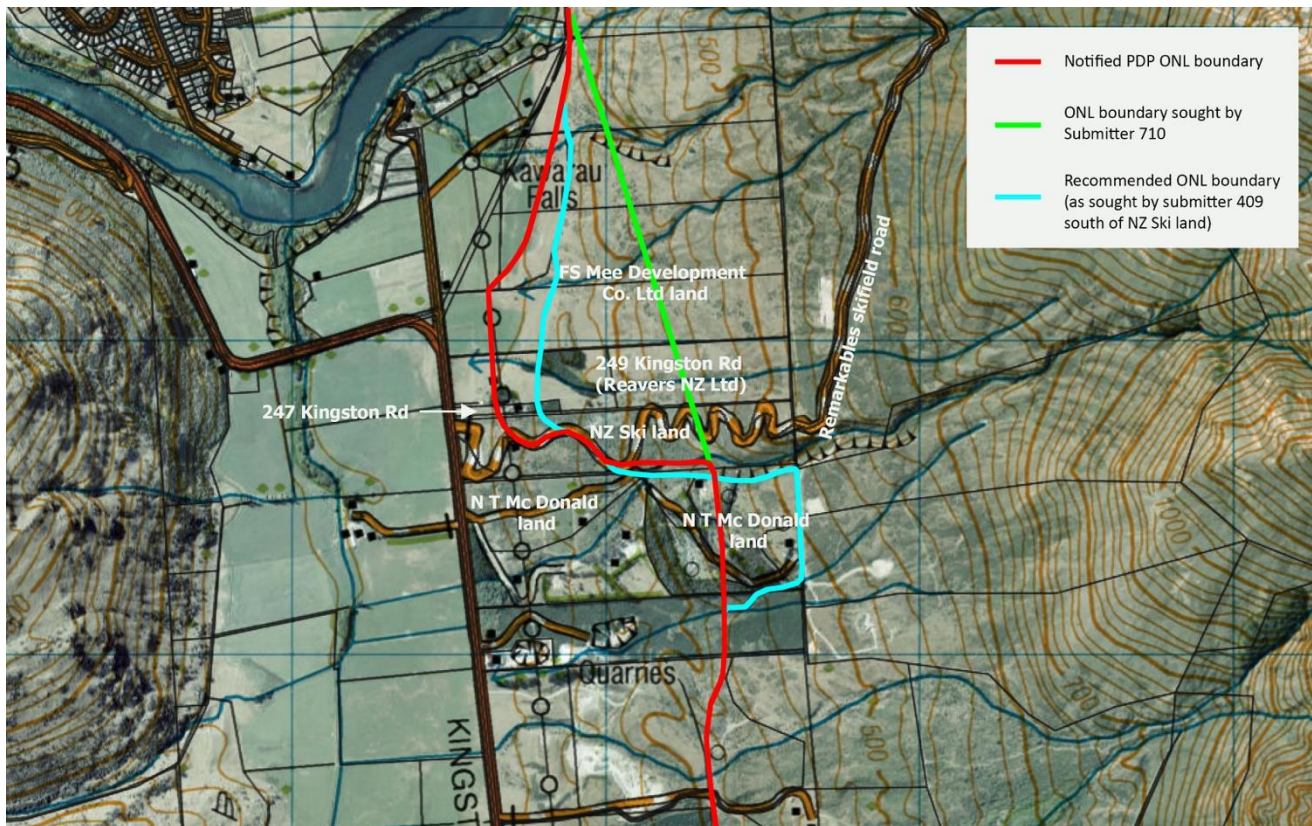 500
Notified PDP ONL boundary
ONL boundary sought by
Submitter 710
Recommended ONL boundary
(as sought by submitter 409
south of NZ Ski land)
Kawarau
Falls
400
FS Mee Development
Co. Ltd land
Remarkables skifield road
600
249 Kingston Rd
(Reavers NZ Ltd)
247 Kingston Rd
NZ Ski land
N T Mc Donald
land
N T Mc Donald
land
Quarries
KINGST
600
700